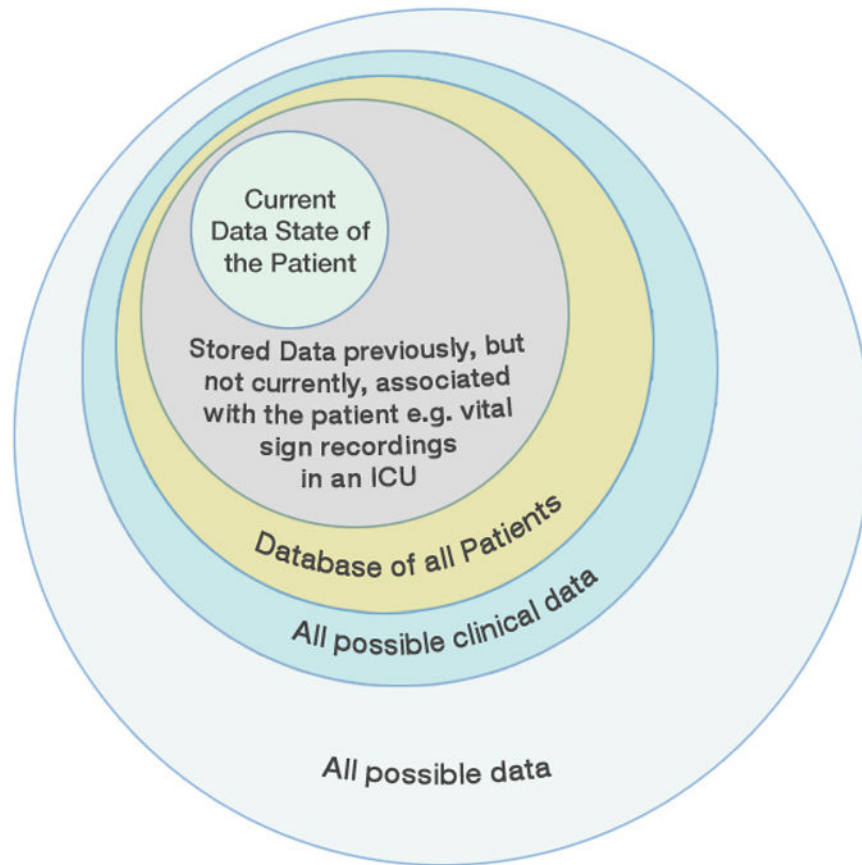 Current
Data State of
the Patient
Stored Data previously, but
not currently, associated
with the patient e.g. vital
sign recordings
in an ICU
Database of all Patients
All possible clinical data
All possible data